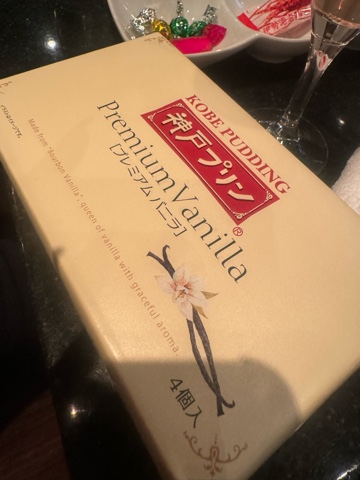 KOBE PUDDING
神戸プリン
®
Premium Vanilla
[プレミアム バニラ]
Made from "Bourbon Vanilla", queen of vanilla with graceful aroma.
4個入